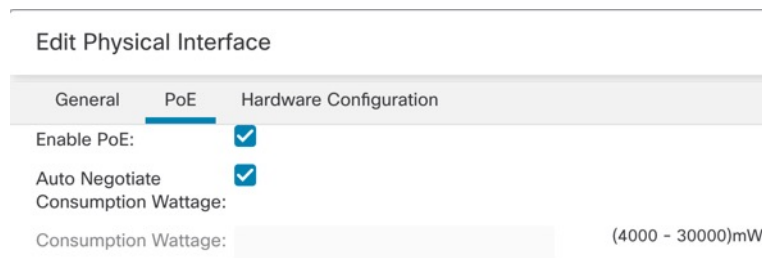 Edit Physical Interface
General PoE Hardware Configuration
Enable PoE:
Auto Negotiate
Consumption Wattage:
Consumption Wattage: (4000 - 30000)mW